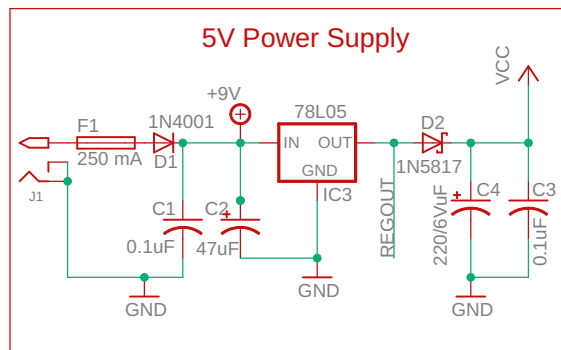 5V Power Supply
VCC
+9V
F1
1N4001
78L05
D2
IN
OUT
GND
250 mA
D1
1N5817
J1
IC3
C1
C2
REGOUT
C4
C3
0.1uF
47uF
220/6VuF
0.1uF
GND
GND
GND